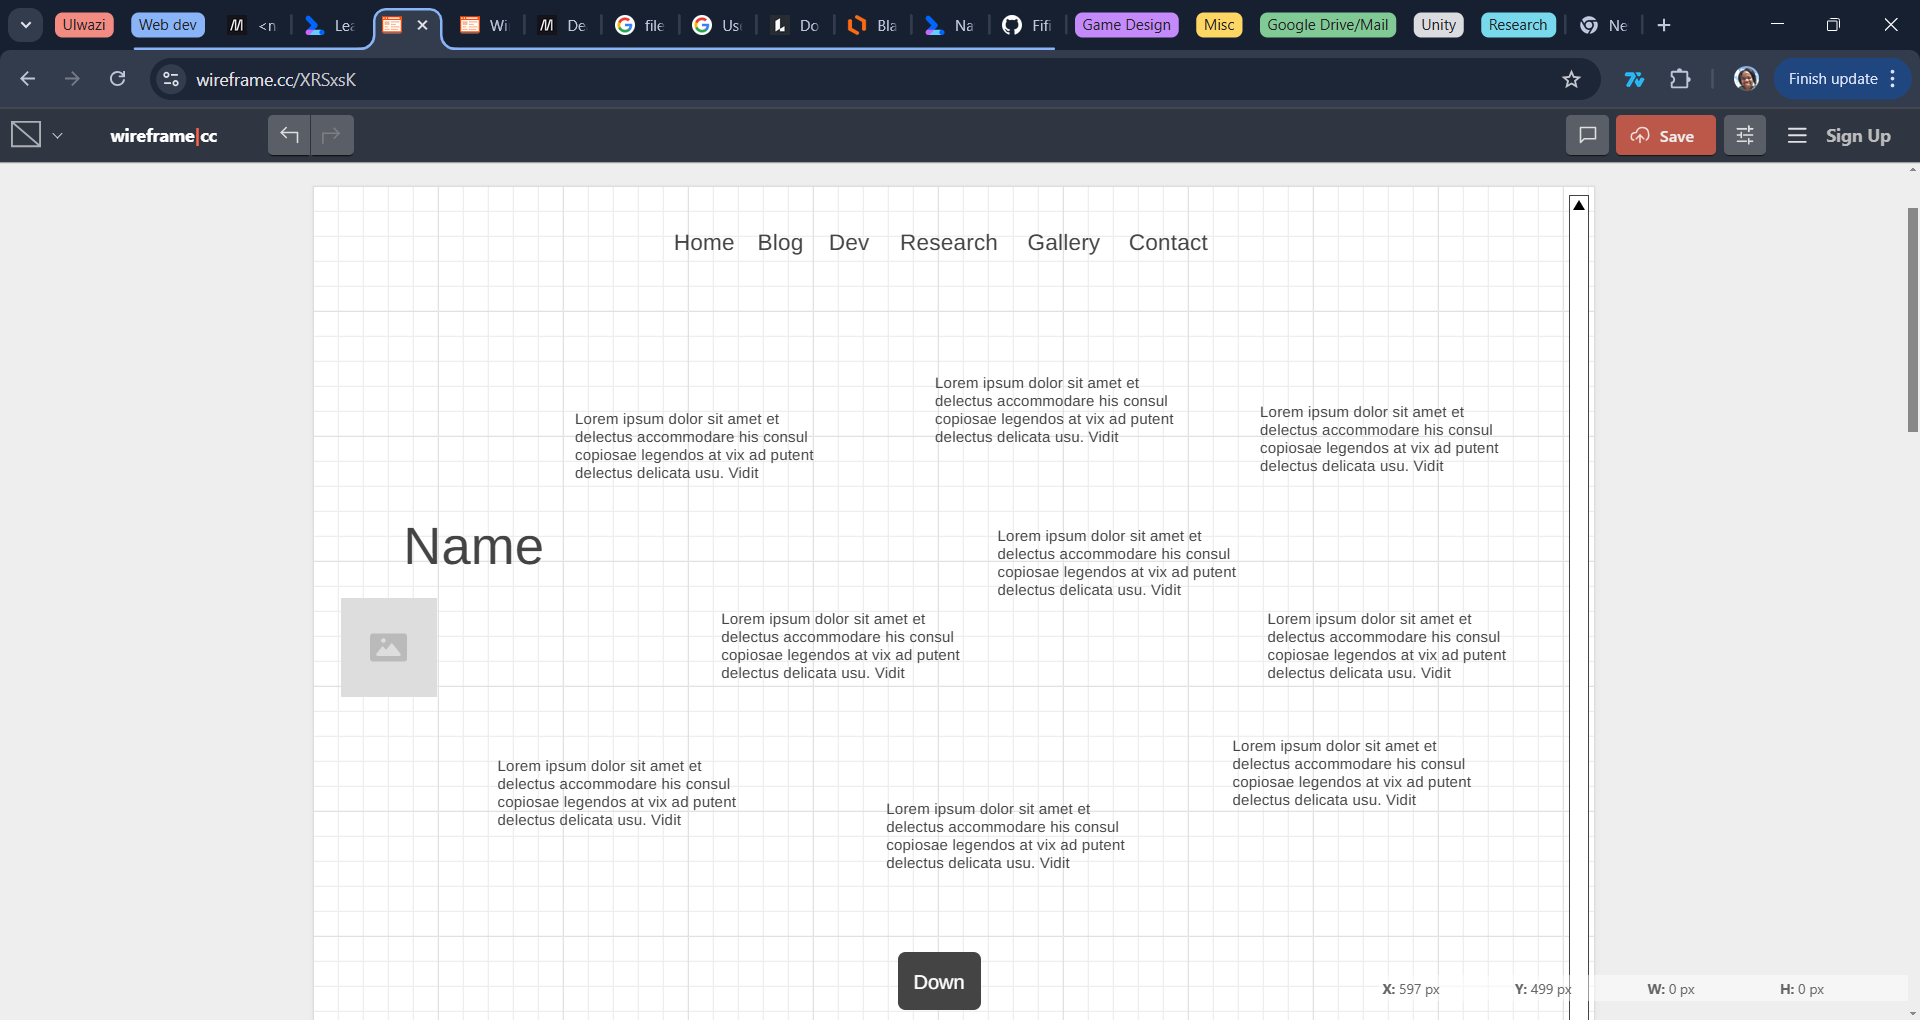 Ulwazi
Web dev
<n
Lea
Wi
De
file
Us
Do
Bla
Na
Fifi
Game Design
Misc
Google Drive/Mail
Unity
Research
Ne
wireframe.cc/XRSxsK
Finish update
wireframe|cc
Save
Sign Up
Home Blog Dev Research Gallery Contact
Lorem ipsum dolor sit amet et
delectus accommodare his consul
copiosae legendos at vix ad putent
delectus delicata usu. Vidit
Lorem ipsum dolor sit amet et
delectus accommodare his consul
copiosae legendos at vix ad putent
delectus delicata usu. Vidit
Lorem ipsum dolor sit amet et
delectus accommodare his consul
copiosae legendos at vix ad putent
delectus delicata usu. Vidit
Name
Lorem ipsum dolor sit amet et
delectus accommodare his consul
copiosae legendos at vix ad putent
delectus delicata usu. Vidit
Lorem ipsum dolor sit amet et
delectus accommodare his consul
copiosae legendos at vix ad putent
delectus delicata usu. Vidit
Lorem ipsum dolor sit amet et
delectus accommodare his consul
copiosae legendos at vix ad putent
delectus delicata usu. Vidit
Lorem ipsum dolor sit amet et
delectus accommodare his consul
copiosae legendos at vix ad putent
delectus delicata usu. Vidit
Lorem ipsum dolor sit amet et
delectus accommodare his consul
copiosae legendos at vix ad putent
delectus delicata usu. Vidit
Lorem ipsum dolor sit amet et
delectus accommodare his consul
copiosae legendos at vix ad putent
delectus delicata usu. Vidit
Down
X: 597 px Y: 499 px W: 0 px H: 0 px